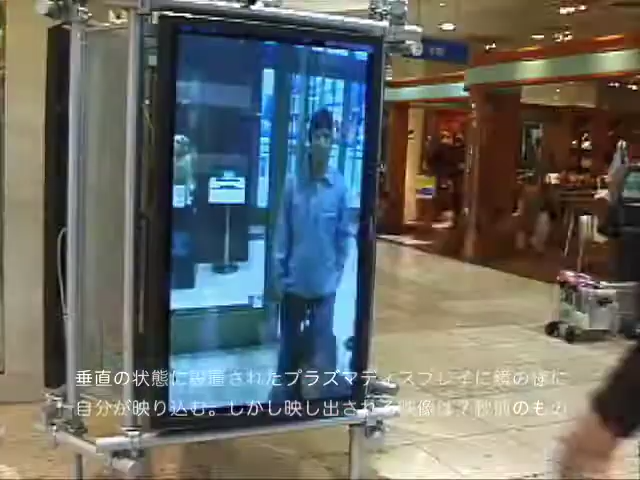 垂直の状態に設置されたプラズマディスプレイに鏡の様に
自分が映り込む。しかし映し出される映像は7秒前のもの